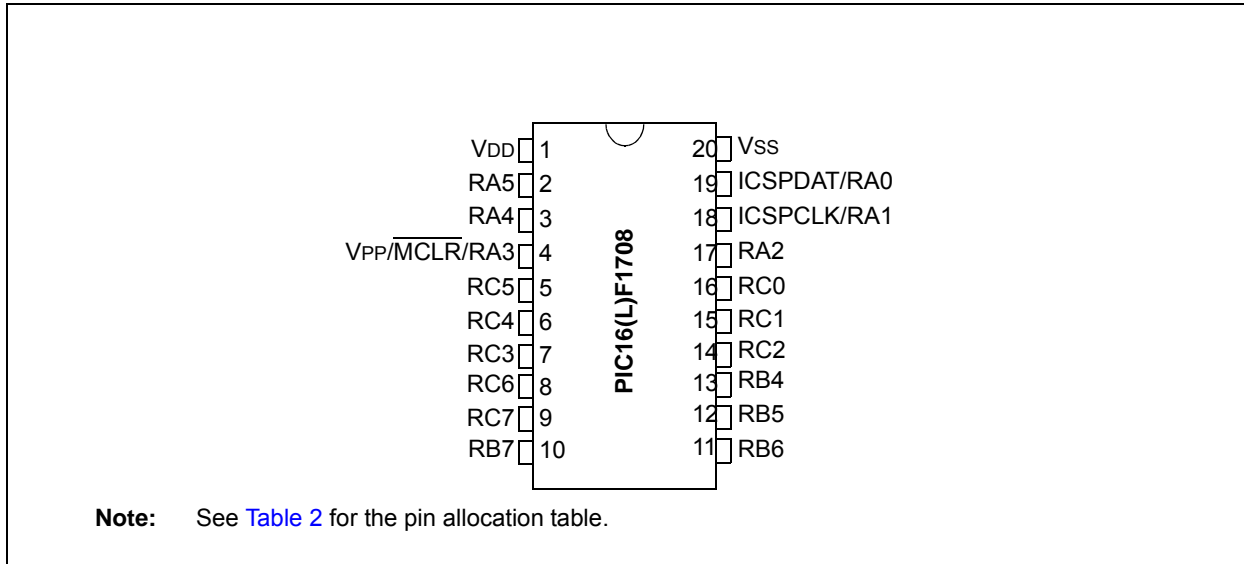 VDD 1 20 VSS
RA5 2 19 ICSPDAT/RA0
RA4 3 18 ICSPCLK/RA1
VPP/MCLR/RA3 4 17 RA2
RC5 5 16 RC0
RC4 6 15 RC1
RC3 7 14 RC2
RC6 8 13 RB4
RC7 9 12 RB5
RB7 10 11 RB6
PIC16(L)F1708
Note: See Table 2 for the pin allocation table.